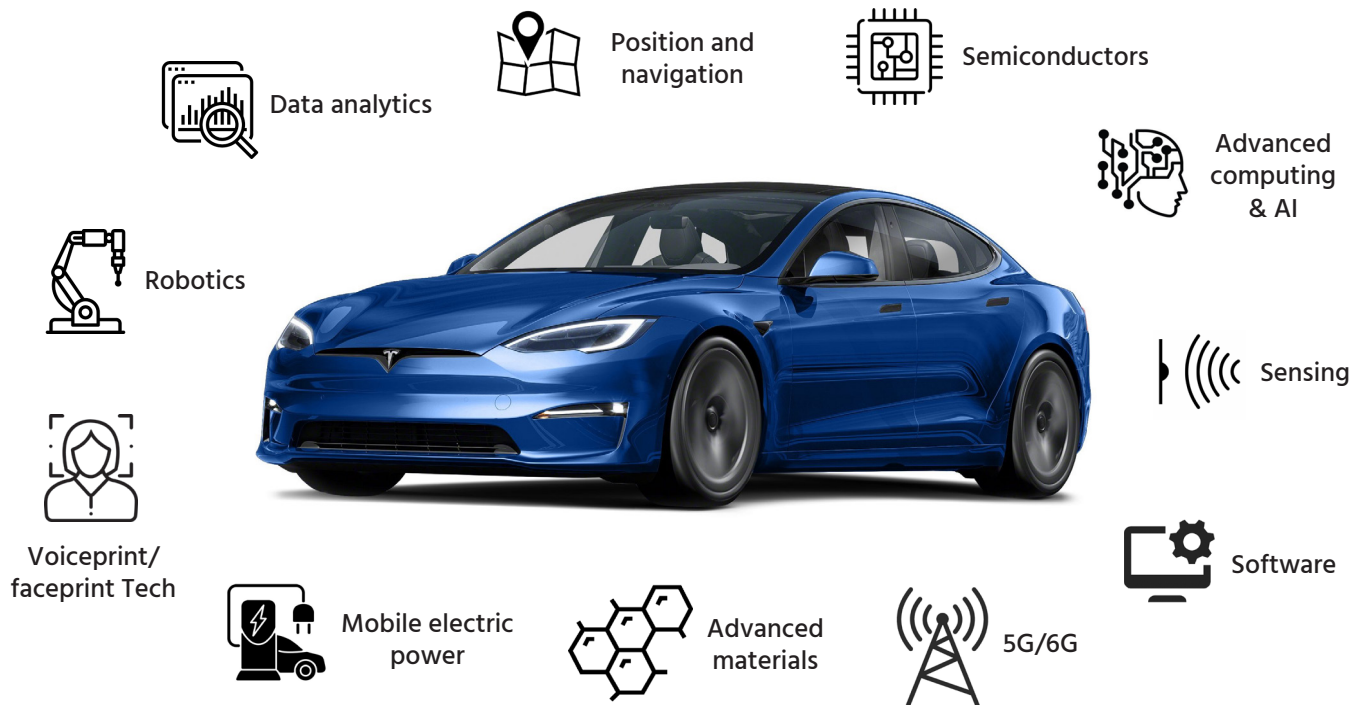 Position and
navigation
Semiconductors
Data analytics
Advanced
computing
& AI
Robotics
Sensing
Voiceprint/
faceprint Tech
Software
Mobile electric
power
Advanced
materials
5G/6G